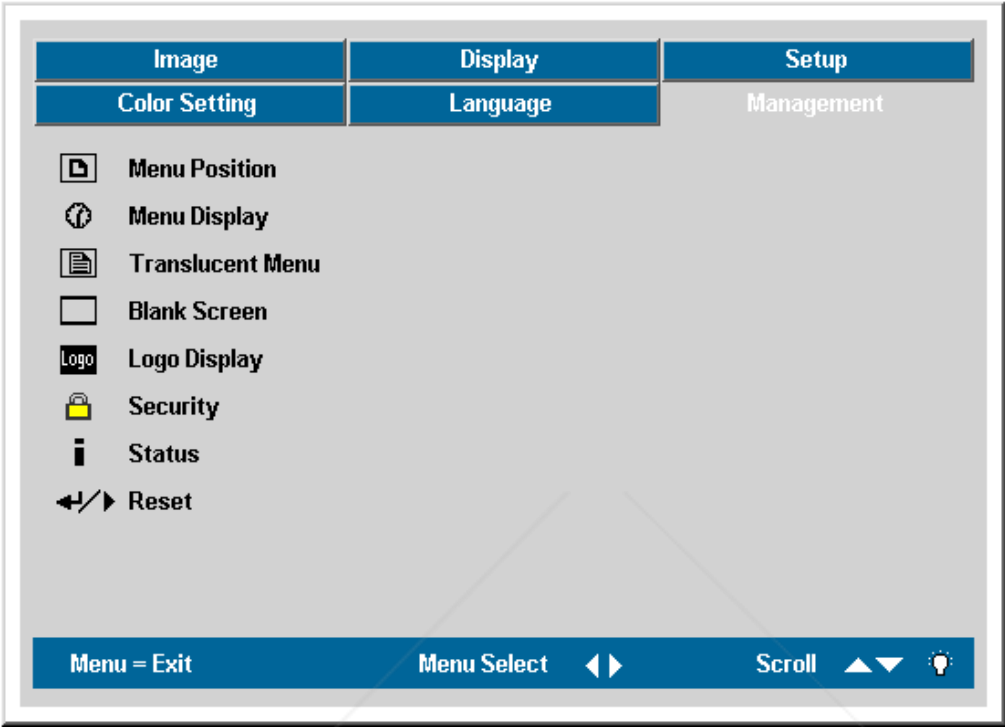 Image Display Setup
Color Setting Language Management
Menu Position
Menu Display
Translucent Menu
Blank Screen
Logo Logo Display
Security
i Status
Reset
Menu = Exit Menu Select Scroll